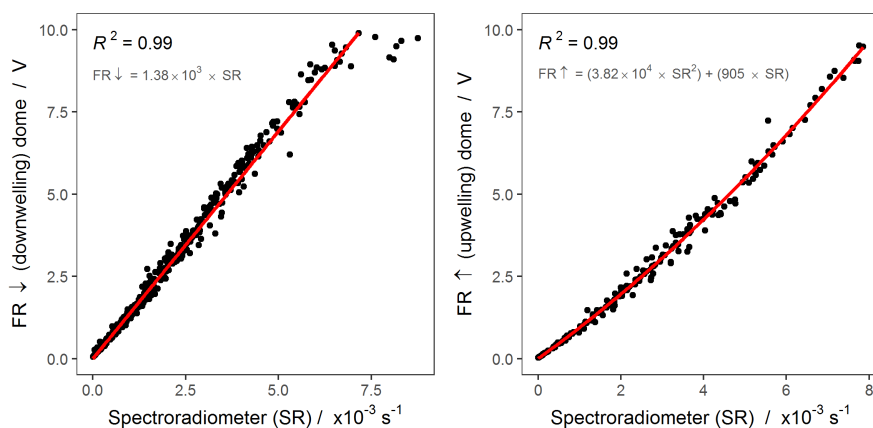 R² = 0.99
FR ↓ = 1.38×10³ × SR
10.0
7.5
5.0
2.5
0.0
FR ↓ (downwelling) dome / V
0.0 2.5 5.0 7.5
Spectroradiometer (SR) / x10⁻³ s⁻¹
R² = 0.99
FR ↑ = (3.82×10⁴ × SR²) + (905 × SR)
10.0
7.5
5.0
2.5
0.0
FR ↑ (upwelling) dome / V
0 2 4 6 8
Spectroradiometer (SR) / x10⁻³ s⁻¹